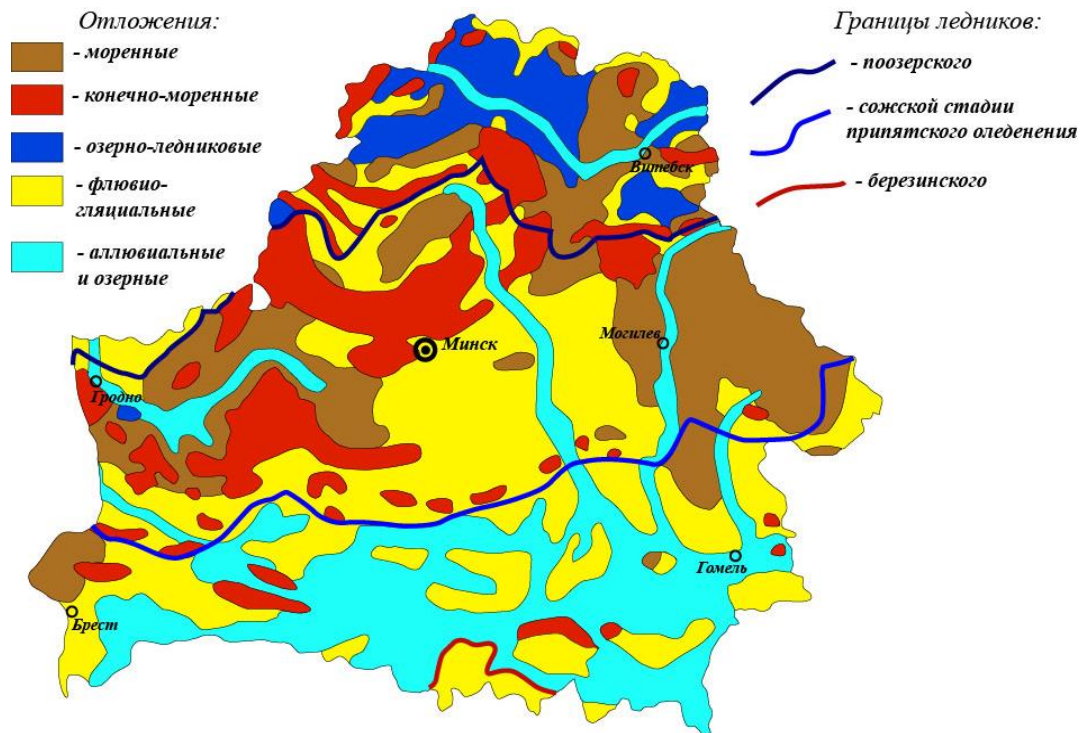 Отложения:
- моренные
- конечно-моренные
- озерно-ледниковые
- флювио-
гляциальные
- аллювиальные
и озерные
Границы ледников:
- поозерского
- сожской стадии
припятского оледенения
- березинского
Витебск
Минск
Могилев
Гродно
Гомель
Брест